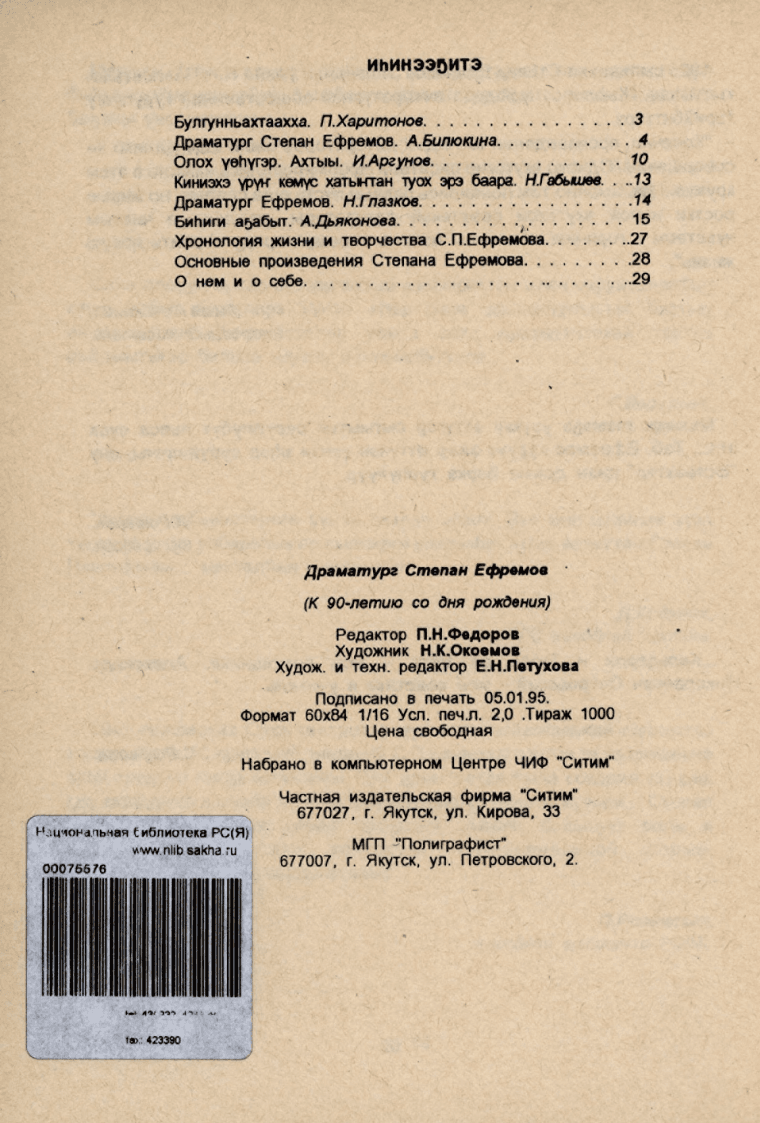 ИҺИНЭЭҔИТЭ
Булгунньахтаахха. П.Харитонов. . . . . . . . . . . . . . . . 3
Драматург Степан Ефремов. А.Билюкина. . . . . . . . . . . 4
Олох үөһүгэр. Ахтыы. И.Аргунов. . . . . . . . . . . . . . . 10
Киниэхэ үрүҥ көмүс хатыҥтан туох эрэ баара. Н.Габышев. . .13
Драматург Ефремов. Н.Глазков. . . . . . . . . . . . . . . . 14
Биһиги аҕабыт. А.Дьяконова. . . . . . . . . . . . . . . . . 15
Хронология жизни и творчества С.П.Ефремова. . . . . . ..27
Основные произведения Степана Ефремова. . . . . . . . 28
О нем и о себе. . . . . . . . . . . . . . . . . . . . . . . ..29
Драматург Степан Ефремов
(К 90-летию со дня рождения)
Редактор П.Н.Федоров
Художник Н.К.Окоемов
Худож. и техн. редактор Е.Н.Петухова
Подписано в печать 05.01.95.
Формат 60х84 1/16 Усл. печ.л. 2,0 .Тираж 1000
Цена свободная
Набрано в компьютерном Центре ЧИФ "Ситим"
Частная издательская фирма "Ситим"
677027, г. Якутск, ул. Кирова, 33
МГП "Полиграфист"
677007, г. Якутск, ул. Петровского, 2.
Национальная библиотека РС(Я)
www.nlib.sakha.ru
00075576
423390